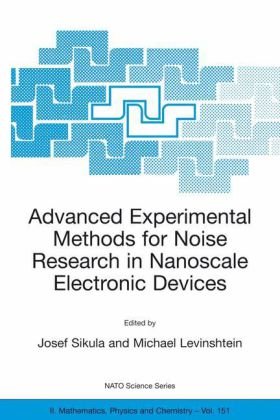 Advanced Experimental
Methods for Noise
Research in Nanoscale
Electronic Devices
Edited by
Josef Sikula and Michael Levinshtein
NATO Science Series
II. Mathematics, Physics and Chemistry – Vol. 151